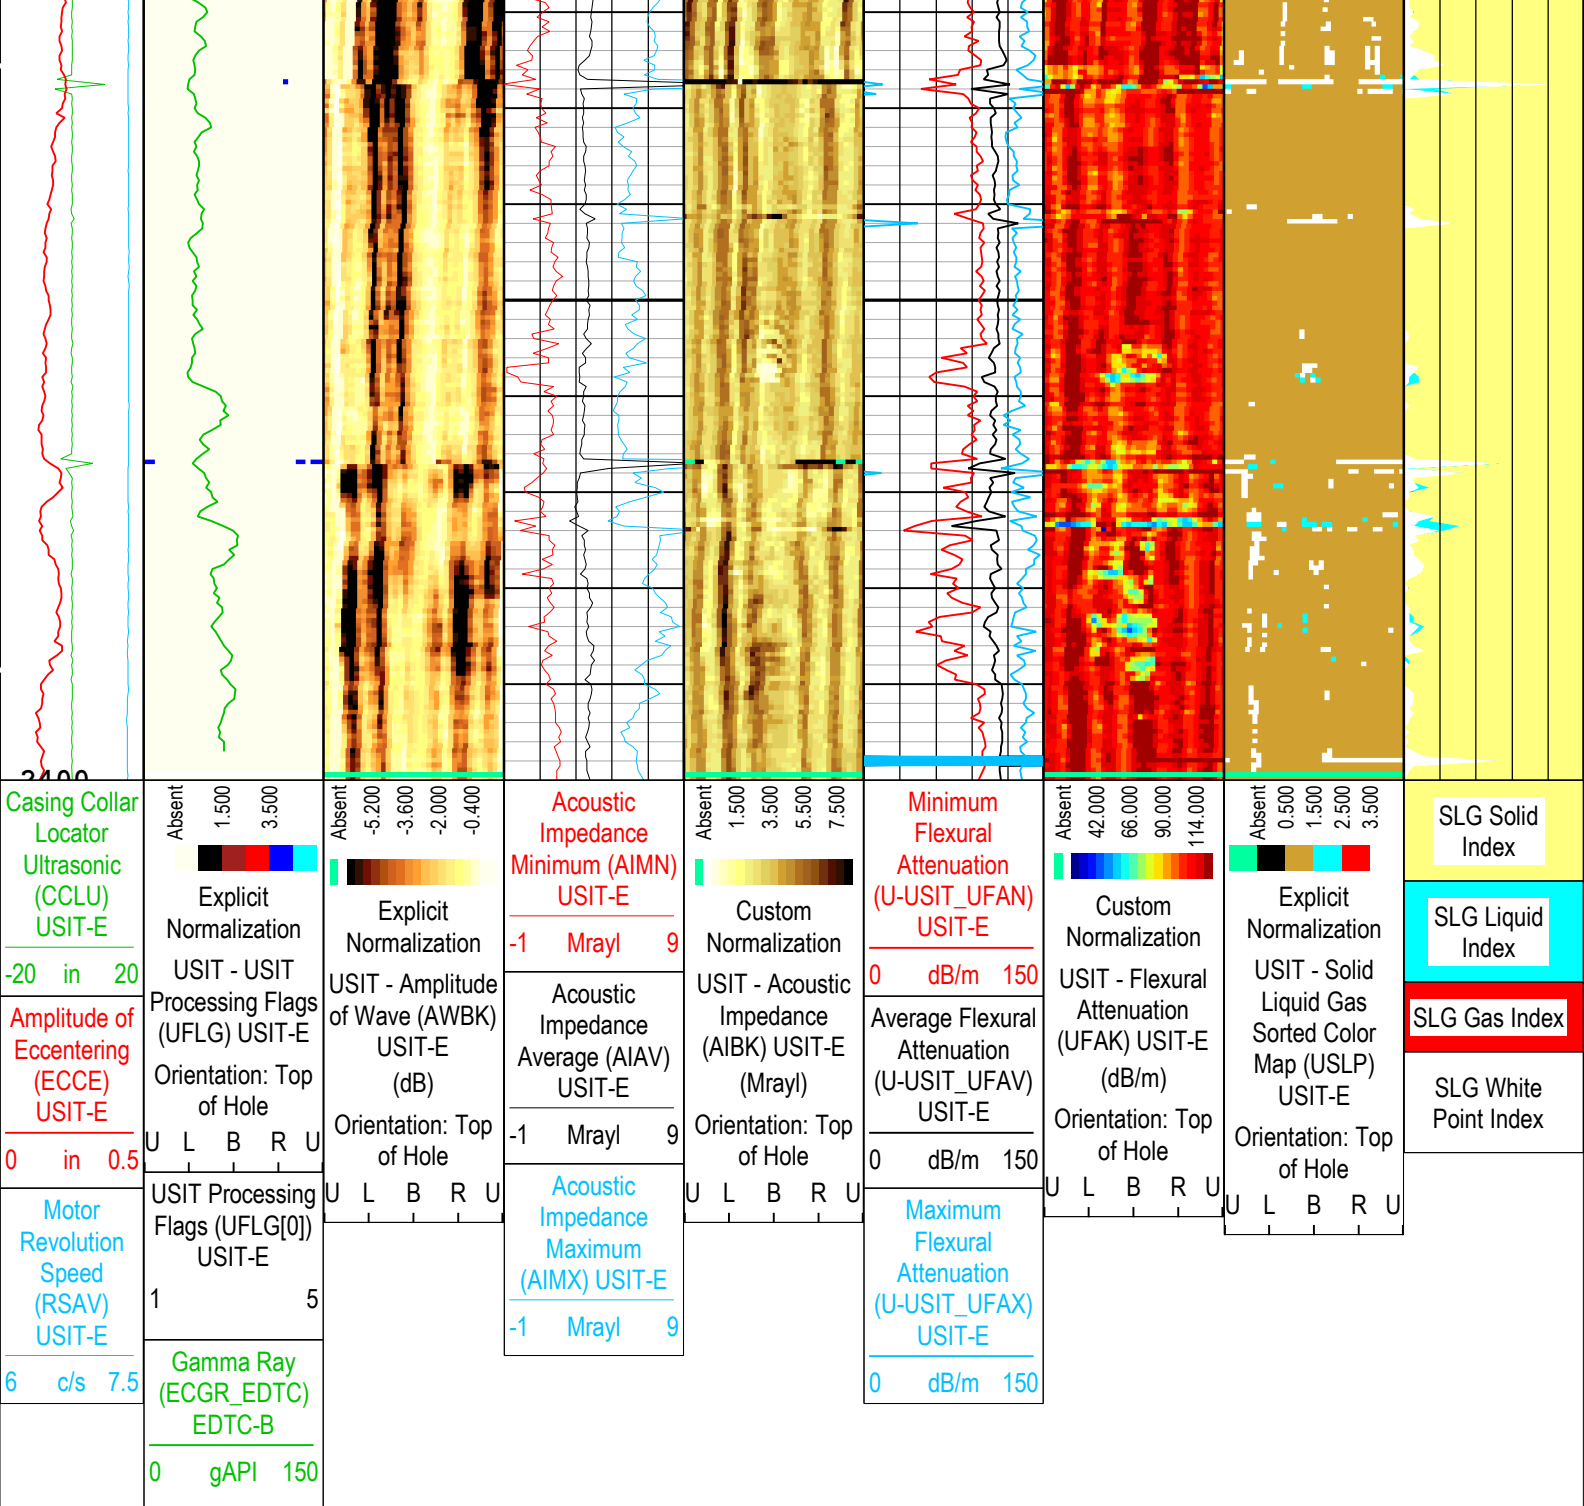 2400
Casing Collar
Locator
Ultrasonic
(CCLU)
USIT-E
-20 in 20
Amplitude of
Eccentering
(ECCE)
USIT-E
0 in 0.5
Motor
Revolution
Speed
(RSAV)
USIT-E
6 c/s 7.5
Absent 1.500 3.500
Explicit
Normalization
USIT - USIT
Processing Flags
(UFLG) USIT-E
Orientation: Top
of Hole
U L B R U
USIT Processing
Flags (UFLG[0])
USIT-E
1 5
Gamma Ray
(ECGR_EDTC)
EDTC-B
0 gAPI 150
Absent -5.200 -3.600 -2.000 -0.400
Explicit
Normalization
USIT - Amplitude
of Wave (AWBK)
USIT-E
(dB)
Orientation: Top
of Hole
U L B R U
Acoustic
Impedance
Minimum (AIMN)
USIT-E
-1 Mrayl 9
Acoustic
Impedance
Average (AIAV)
USIT-E
-1 Mrayl 9
Acoustic
Impedance
Maximum
(AIMX) USIT-E
-1 Mrayl 9
Absent 1.500 3.500 5.500 7.500
Custom
Normalization
USIT - Acoustic
Impedance
(AIBK) USIT-E
(Mrayl)
Orientation: Top
of Hole
U L B R U
Minimum
Flexural
Attenuation
(U-USIT_UFAN)
USIT-E
0 dB/m 150
Average Flexural
Attenuation
(U-USIT_UFAV)
USIT-E
0 dB/m 150
Maximum
Flexural
Attenuation
(U-USIT_UFAX)
USIT-E
0 dB/m 150
Absent 42.000 66.000 90.000 114.000
Custom
Normalization
USIT - Flexural
Attenuation
(UFAK) USIT-E
(dB/m)
Orientation: Top
of Hole
U L B R U
Absent 0.500 1.500 2.500 3.500
Explicit
Normalization
USIT - Solid
Liquid Gas
Sorted Color
Map (USLP)
USIT-E
Orientation: Top
of Hole
U L B R U
SLG Solid
Index
SLG Liquid
Index
SLG Gas Index
SLG White
Point Index